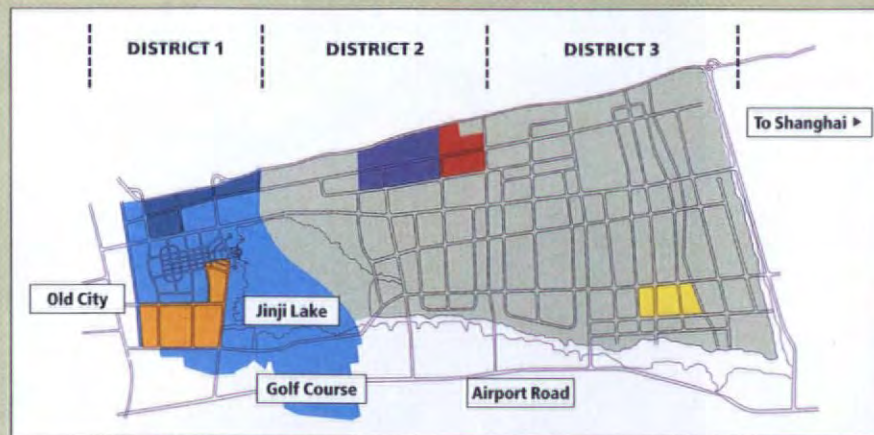 DISTRICT 1
DISTRICT 2
DISTRICT 3
To Shanghai ►
Old City
Jinji Lake
Golf Course
Airport Road